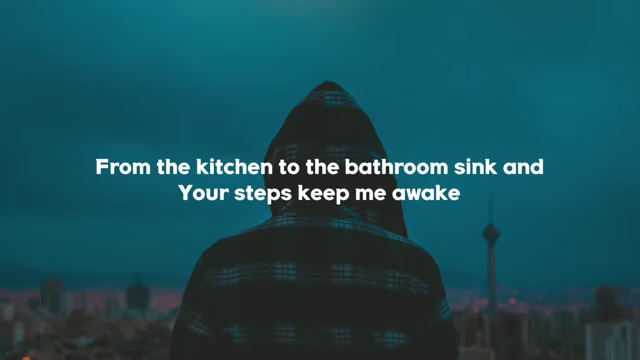 From the kitchen to the bathroom sink and
Your steps keep me awake